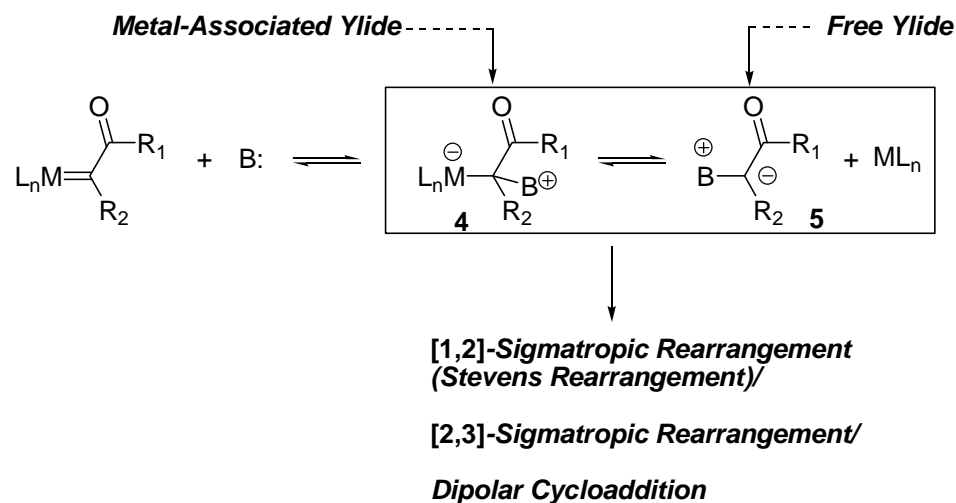 Metal-Associated Ylide
Free Ylide
O
R1
LnM
R2
+ B:
O
⊖
R1
LnM
B⊕
R2
4
O
⊕
R1
B
⊖
R2
5
+ MLn
[1,2]-Sigmatropic Rearrangement
(Stevens Rearrangement)/
[2,3]-Sigmatropic Rearrangement/
Dipolar Cycloaddition